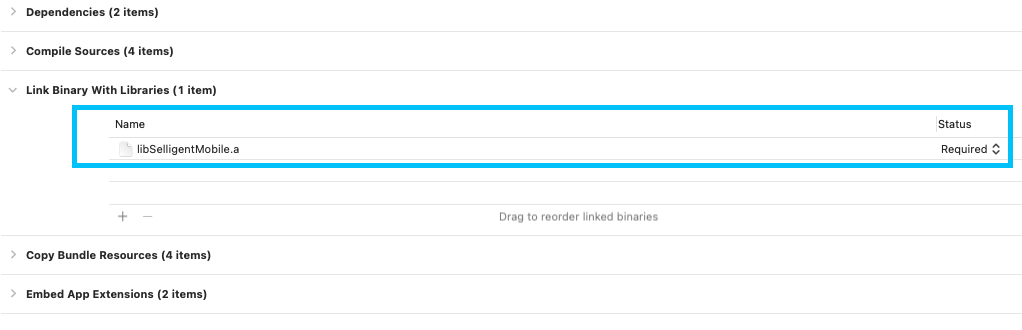 Dependencies (2 items)
Compile Sources (4 items)
Link Binary With Libraries (1 item)
Name Status
libSelligentMobile.a Required
Drag to reorder linked binaries
Copy Bundle Resources (4 items)
Embed App Extensions (2 items)